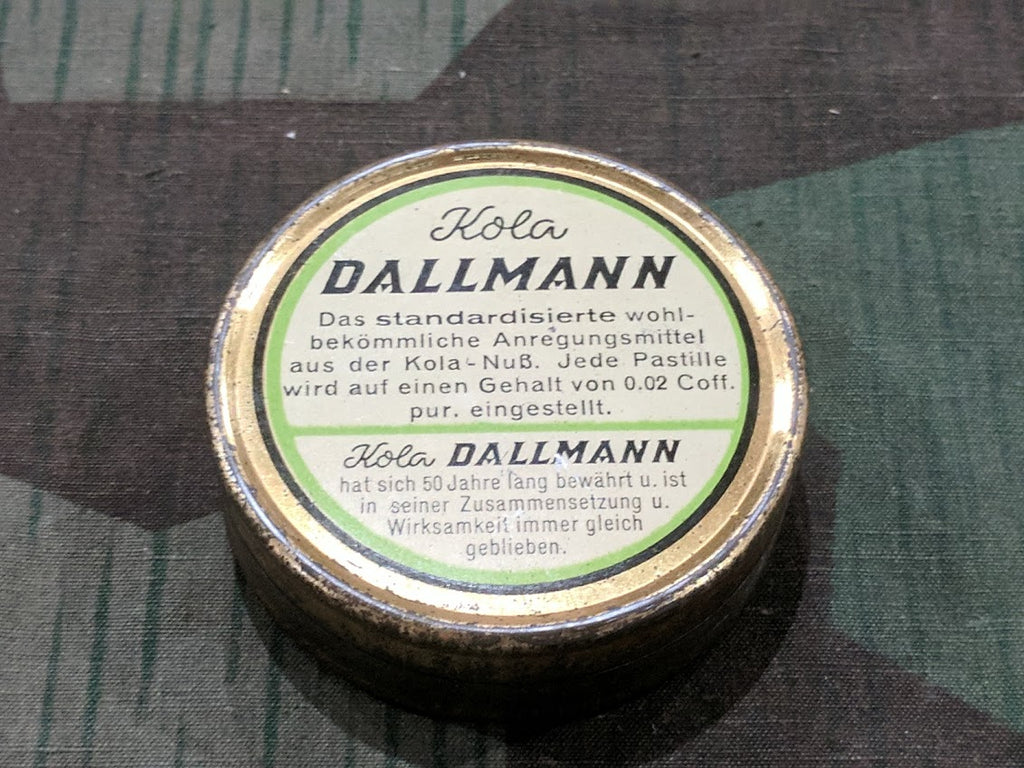 Kola
DALLMANN
Das standardisierte wohl-
bekömmliche Anregungsmittel
aus der Kola-Nuß. Jede Pastille
wird auf einen Gehalt von 0.02 Coff.
pur. eingestellt.
Kola DALLMANN
hat sich 50 Jahre lang bewährt u. ist
in seiner Zusammensetzung u.
Wirksamkeit immer gleich
geblieben.